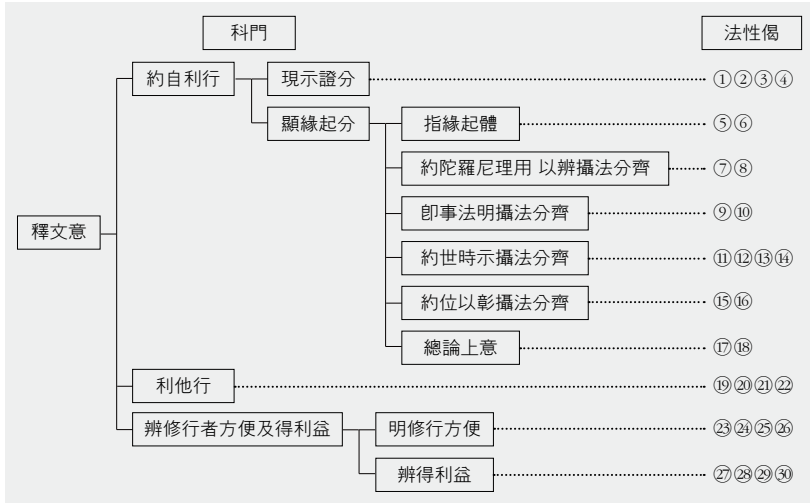 科門 法性偈
約自利行 現示證分 ①②③④
顯緣起分 指緣起體 ⑤⑥
約陀羅尼理用 以辨攝法分齊 ⑦⑧
卽事法明攝法分齊 ⑨⑩
釋文意
約世時示攝法分齊 ⑪⑫⑬⑭
約位以彰攝法分齊 ⑮⑯
總論上意 ⑰⑱
利他行 ⑲⑳㉑㉒
辨修行者方便及得利益 明修行方便 ㉓㉔㉕㉖
辨得利益 ㉗㉘㉙㉚